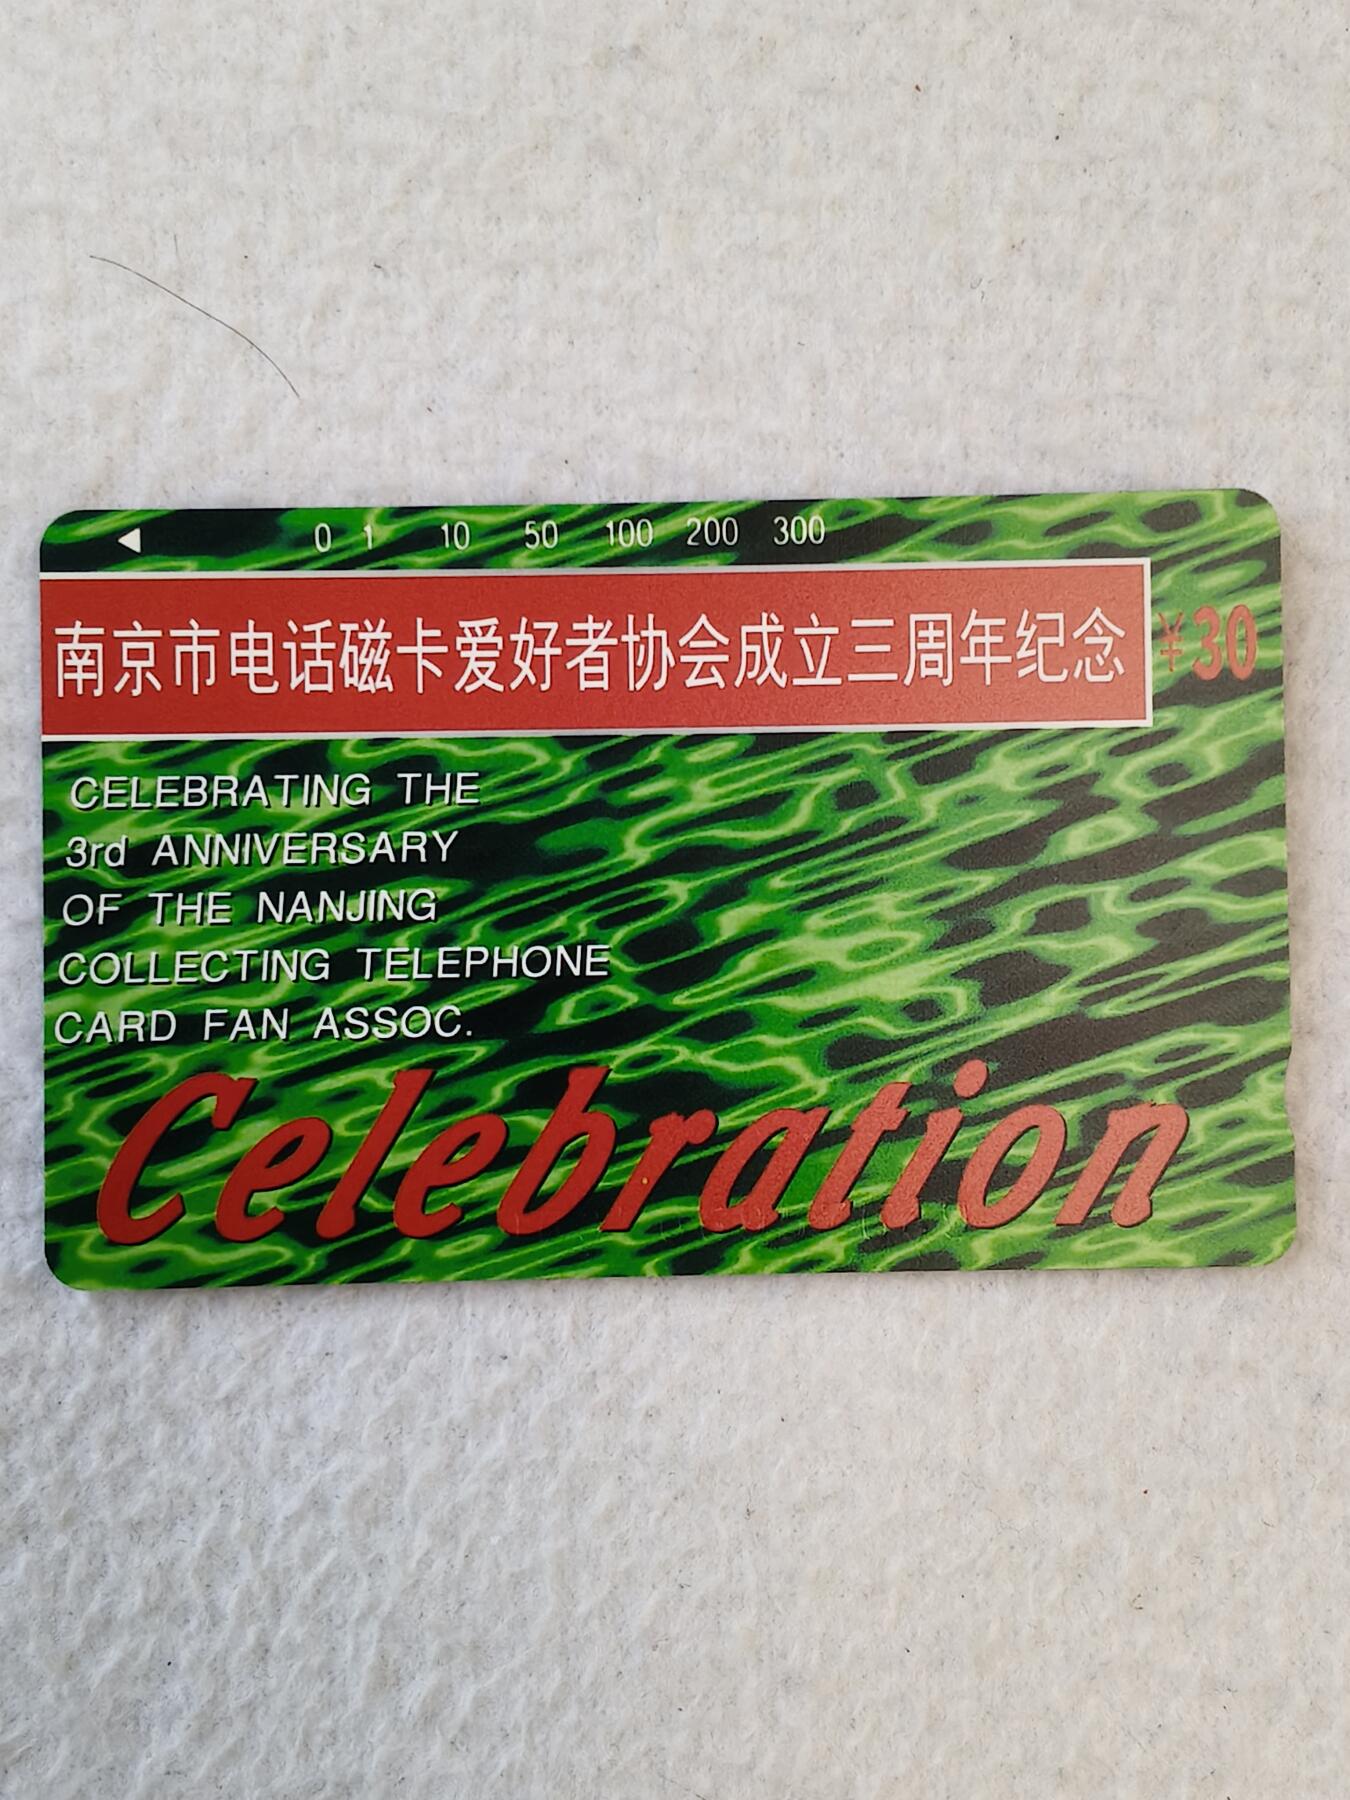 ◀ 0 1 10 50 100 200 300
南京市电话磁卡爱好者协会成立三周年纪念
¥30
CELEBRATING THE
3rd ANNIVERSARY
OF THE NANJING
COLLECTING TELEPHONE
CARD FAN ASSOC.
Celebration